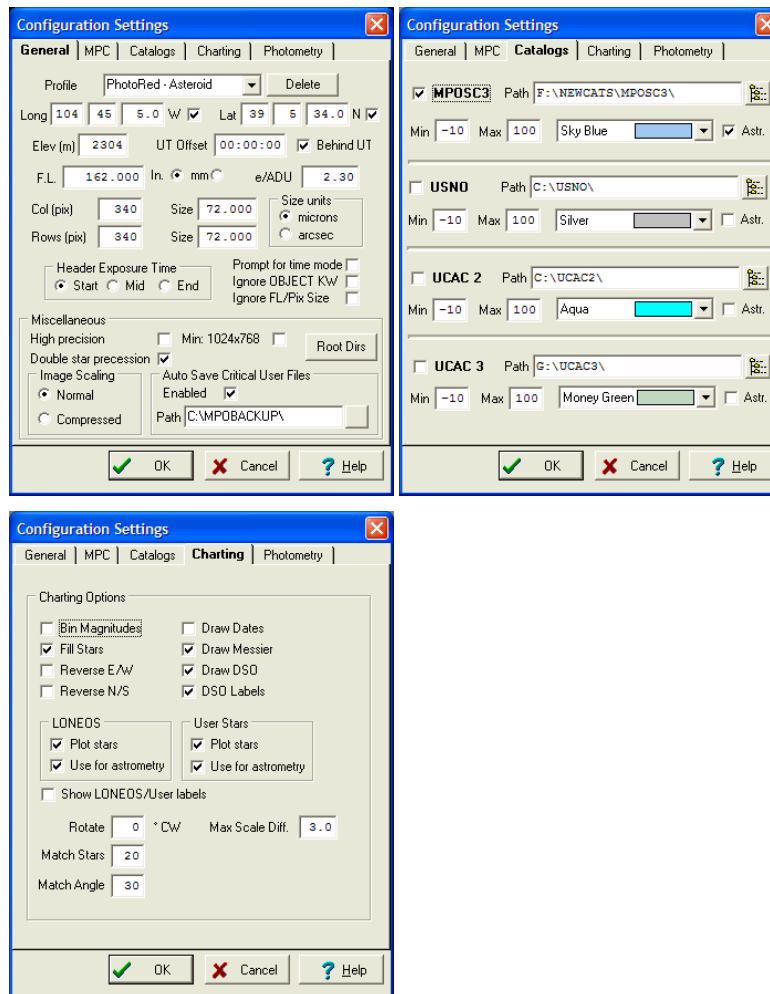 Configuration Settings
General MPC Catalogs Charting Photometry
Profile PhotoRed - Asteroid Delete
Long 104 45 5.0 W Lat 39 5 34.0 N
Elev (m) 2304 UT Offset 00:00:00 Behind UT
F.L. 162.000 In. mm e/ADU 2.30
Col (pix) 340 Size 72.000 Size units
microns
Rows (pix) 340 Size 72.000 arcsec
Header Exposure Time Prompt for time mode
Start Mid End Ignore OBJECT KW
Ignore FL/Pix Size
Miscellaneous
High precision Min: 1024x768 Root Dirs
Double star precession
Image Scaling Auto Save Critical User Files
Normal Enabled
Compressed Path C:\MPOBACKUP\
OK Cancel Help
Configuration Settings
General MPC Catalogs Charting Photometry
MPOSC3 Path F:\NEWCATS\MPOSC3\
Min -10 Max 100 Sky Blue Astr.
USNO Path C:\USNO\
Min -10 Max 100 Silver Astr.
UCAC 2 Path C:\UCAC2\
Min -10 Max 100 Aqua Astr.
UCAC 3 Path G:\UCAC3\
Min -10 Max 100 Money Green Astr.
OK Cancel Help
Configuration Settings
General MPC Catalogs Charting Photometry
Charting Options
Bin Magnitudes Draw Dates
Fill Stars Draw Messier
Reverse E/W Draw DSO
Reverse N/S DSO Labels
LONEOS User Stars
Plot stars Plot stars
Use for astrometry Use for astrometry
Show LONEOS/User labels
Rotate 0 ° CW Max Scale Diff. 3.0
Match Stars 20
Match Angle 30
OK Cancel Help